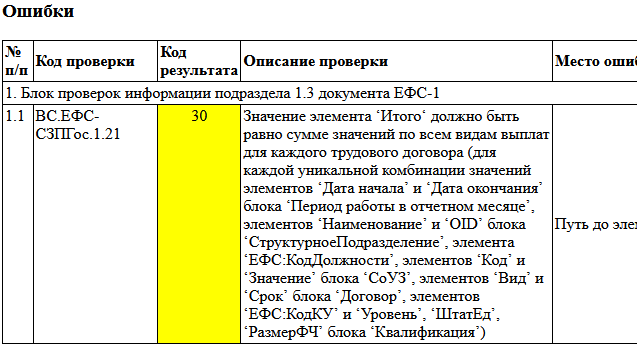 Ошибки
№ п/п
Код проверки
Код результата
Описание проверки
Место ошиб
1. Блок проверок информации подраздела 1.3 документа ЕФС-1
1.1
ВС.ЕФС-
СЗПГос.1.21
30
Значение элемента ‘Итого‘ должно быть
равно сумме значений по всем видам выплат
для каждого трудового договора (для
каждой уникальной комбинации значений
элементов ‘Дата начала’ и ‘Дата окончания’
блока ‘Период работы в отчетном месяце’,
элементов ‘Наименование’ и ‘OID’ блока
‘СтруктурноеПодразделение’, элемента
‘ЕФС:КодДолжности’, элементов ‘Код’ и
‘Значение’ блока ‘СоУЗ’, элементов ‘Вид’ и
‘Срок’ блока ‘Договор’, элементов
‘ЕФС:КодКУ’ и ‘Уровень’, ‘ШтатЕд’,
‘РазмерФЧ’ блока ‘Квалификация’)
Путь до элем